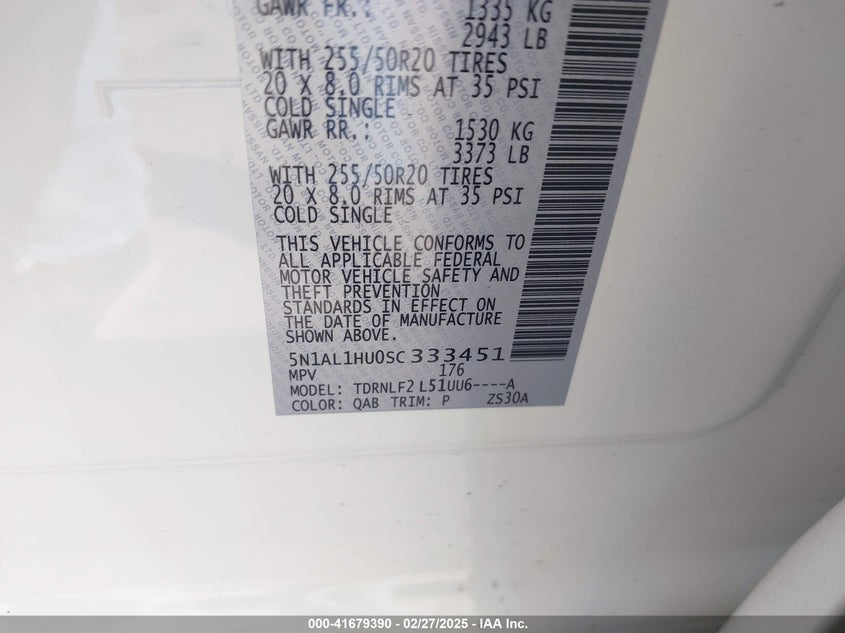 GAWR FR.: 1335 KG
2943 LB
WITH 255/50R20 TIRES
20 X 8.0 RIMS AT 35 PSI
COLD SINGLE
GAWR RR.: 1530 KG
3373 LB
WITH 255/50R20 TIRES
20 X 8.0 RIMS AT 35 PSI
COLD SINGLE
THIS VEHICLE CONFORMS TO
ALL APPLICABLE FEDERAL
MOTOR VEHICLE SAFETY AND
THEFT PREVENTION
STANDARDS IN EFFECT ON
THE DATE OF MANUFACTURE
SHOWN ABOVE.
5N1AL1HU0SC333451
MPV 176
MODEL: TDRNLF2 L51UU6----A
COLOR: QAB TRIM: P ZS30A
000-41679390 - 02/27/2025 - IAA Inc.